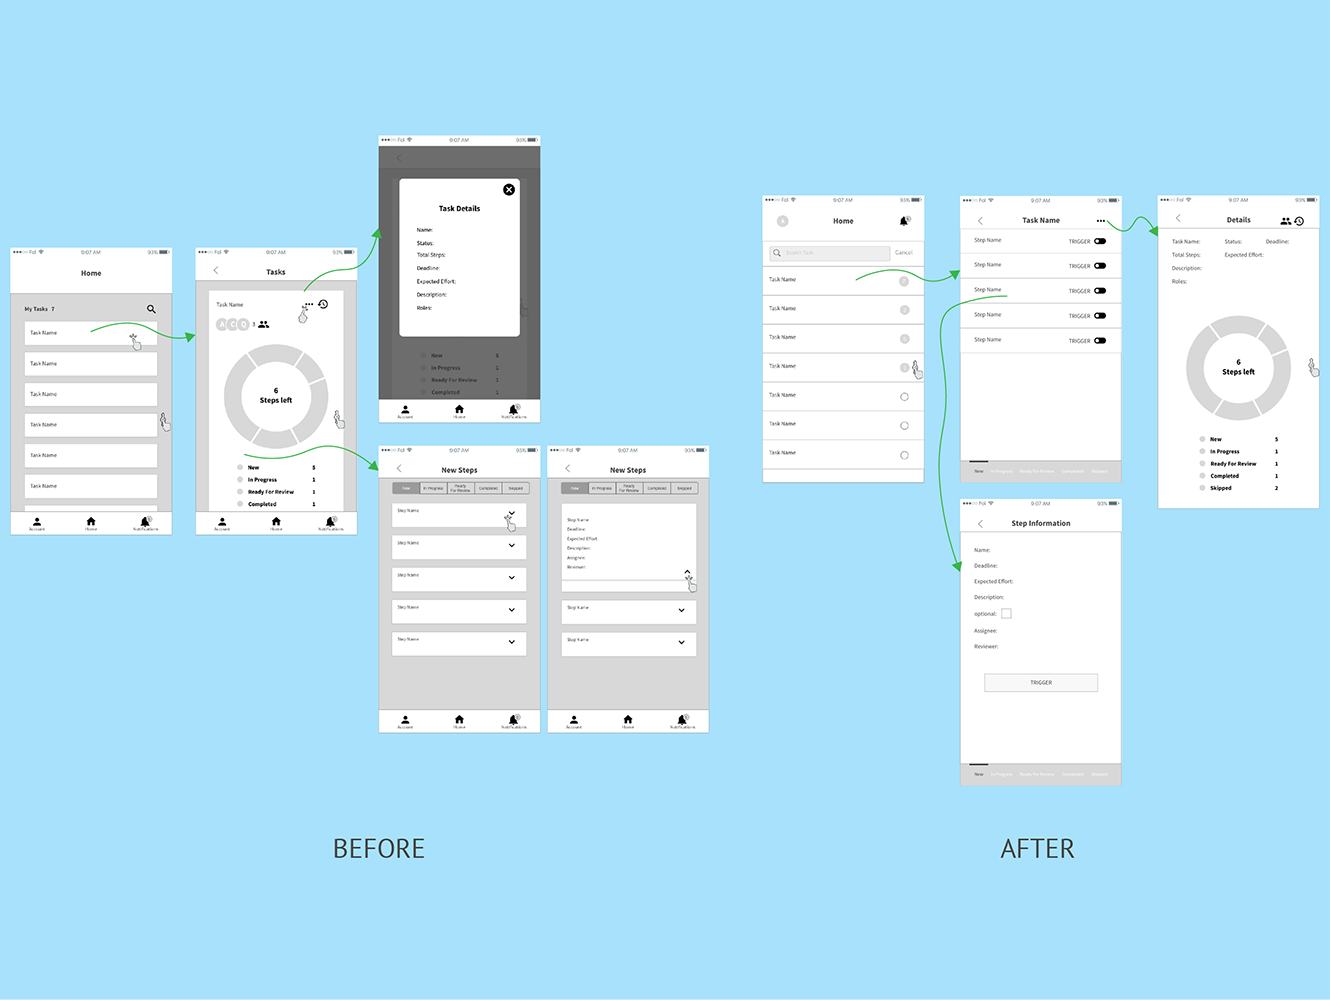 ●●●○○ Fol 9:07 AM 93%
Home
My Tasks 7
Task Name
Task Name
Task Name
Task Name
Task Name
Task Name
Account Home Notifications
●●●○○ Fol 9:07 AM 93%
Tasks
Task Name
A C Q
6
Steps left
New 5
In Progress 1
Ready For Review 1
Completed 1
Account Home Notifications
●●●○○ Fol 9:07 AM 93%
Task Details
Name:
Status:
Total Steps:
Deadline:
Expected Effort:
Description:
Roles:
New 5
In Progress 1
Ready For Review 1
Completed 1
Account Home Notifications
●●●○○ Fol 9:07 AM 93%
New Steps
New In Progress Ready For Review Completed Skipped
Step Name
Step Name
Step Name
Step Name
Step Name
Account Home Notifications
●●●○○ Fol 9:07 AM 93%
New Steps
New In Progress Ready For Review Completed Skipped
Step Name
Deadline:
Expected Effort:
Description:
Assignee:
Reviewer:
Step Name
Step Name
Account Home Notifications
BEFORE
●●●○○ Fol 9:07 AM 93%
Home
Search Task Cancel
Task Name
Task Name
Task Name
Task Name
Task Name
Task Name
Task Name
●●●○○ Fol 9:07 AM 93%
Task Name
Step Name TRIGGER
Step Name TRIGGER
Step Name TRIGGER
Step Name TRIGGER
Step Name TRIGGER
New In Progress Ready For Review Completed Skipped
●●●○○ Fol 9:07 AM 93%
Details
Task Name: Status: Deadline:
Total Steps: Expected Effort:
Description:
Roles:
6
Steps left
New 5
In Progress 1
Ready For Review 1
Completed 1
Skipped 2
●●●○○ Fol 9:07 AM 93%
Step Information
Name:
Deadline:
Expected Effort:
Description:
optional:
Assignee:
Reviewer:
TRIGGER
New In Progress Ready For Review Completed Skipped
AFTER